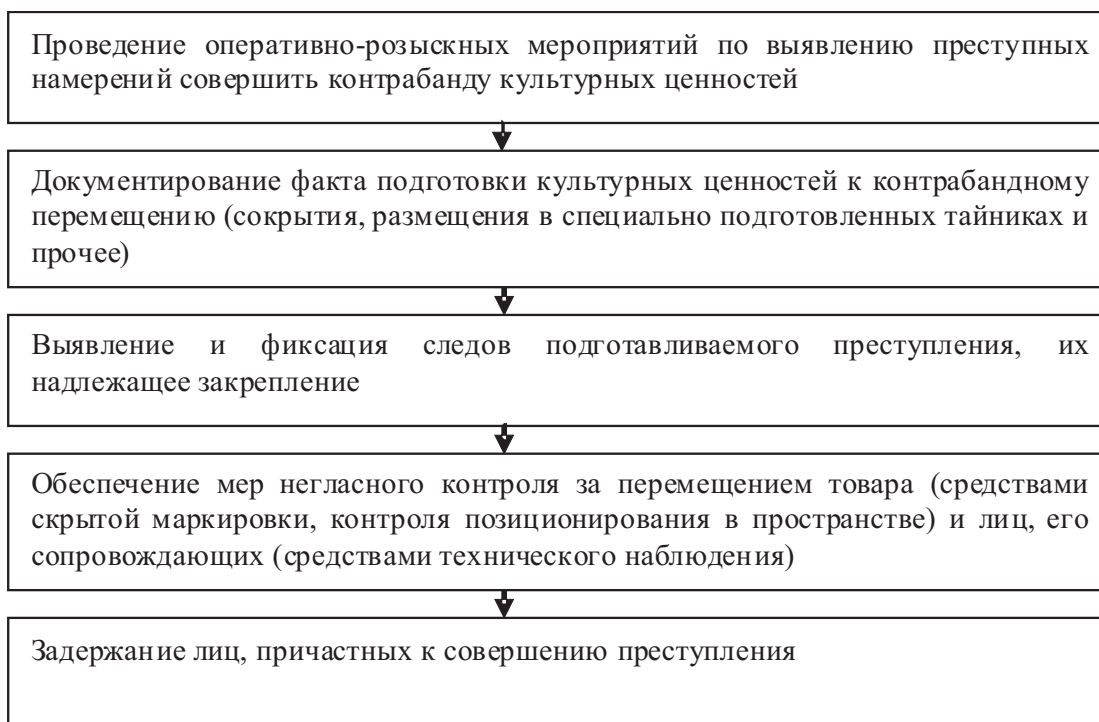 Проведение оперативно-розыскных мероприятий по выявлению преступных
намерений совершить контрабанду культурных ценностей
Документирование факта подготовки культурных ценностей к контрабандному
перемещению (сокрытия, размещения в специально подготовленных тайниках и
прочее)
Выявление и фиксация следов подготавливаемого преступления, их
надлежащее закрепление
Обеспечение мер негласного контроля за перемещением товара (средствами
скрытой маркировки, контроля позиционирования в пространстве) и лиц, его
сопровождающих (средствами технического наблюдения)
Задержание лиц, причастных к совершению преступления